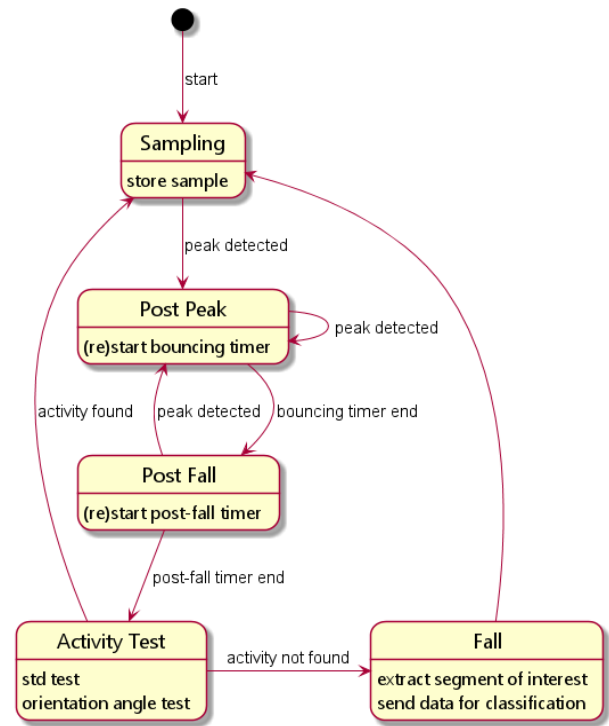 start
Sampling
store sample
peak detected
Post Peak
(re)start bouncing timer
peak detected
activity found
peak detected
bouncing timer end
Post Fall
(re)start post-fall timer
post-fall timer end
Activity Test
std test
orientation angle test
activity not found
Fall
extract segment of interest
send data for classification